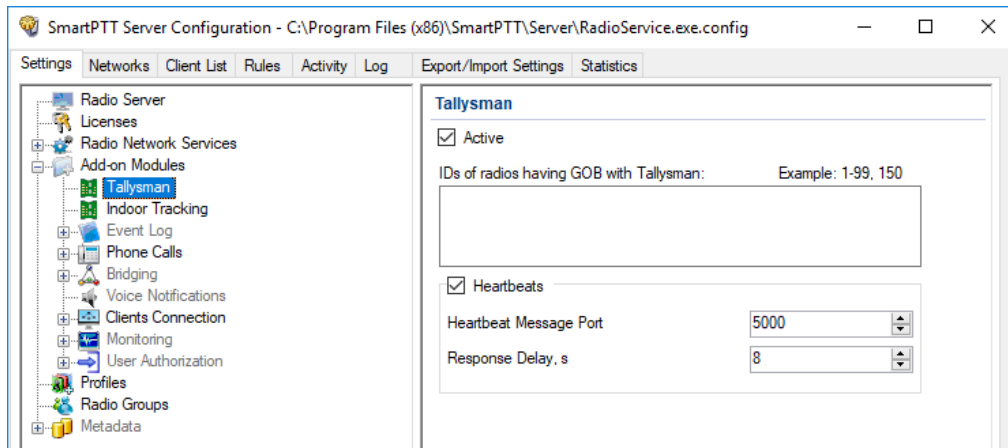 SmartPTT Server Configuration - C:\Program Files (x86)\SmartPTT\Server\RadioService.exe.config
Settings Networks Client List Rules Activity Log Export/Import Settings Statistics
Radio Server
Licenses
Radio Network Services
Add-on Modules
Tallysman
Indoor Tracking
Event Log
Phone Calls
Bridging
Voice Notifications
Clients Connection
Monitoring
User Authorization
Profiles
Radio Groups
Metadata
Tallysman
Active
IDs of radios having GOB with Tallysman: Example: 1-99, 150
Heartbeats
Heartbeat Message Port 5000
Response Delay, s 8